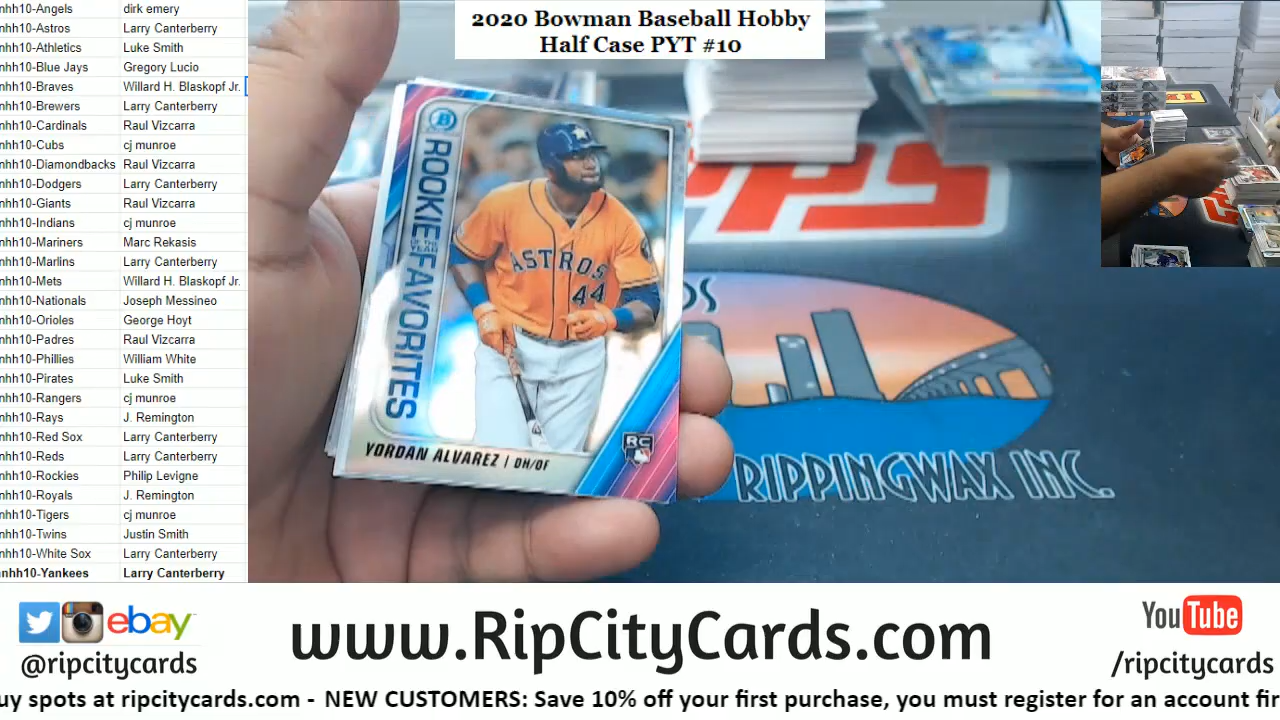 nhh10-Angels dirk emery
nhh10-Astros Larry Canterberry
nhh10-Athletics Luke Smith
nhh10-Blue Jays Gregory Lucio
nhh10-Braves Willard H. Blaskopf Jr.
nhh10-Brewers Larry Canterberry
nhh10-Cardinals Raul Vizcarra
nhh10-Cubs cj munroe
nhh10-Diamondbacks Raul Vizcarra
nhh10-Dodgers Larry Canterberry
nhh10-Giants Raul Vizcarra
nhh10-Indians cj munroe
nhh10-Mariners Marc Rekasis
nhh10-Marlins Larry Canterberry
nhh10-Mets Willard H. Blaskopf Jr.
nhh10-Nationals Joseph Messineo
nhh10-Orioles George Hoyt
nhh10-Padres Raul Vizcarra
nhh10-Phillies William White
nhh10-Pirates Luke Smith
nhh10-Rangers cj munroe
nhh10-Rays J. Remington
nhh10-Red Sox Larry Canterberry
nhh10-Reds Larry Canterberry
nhh10-Rockies Philip Levigne
nhh10-Royals J. Remington
nhh10-Tigers cj munroe
nhh10-Twins Justin Smith
nhh10-White Sox Larry Canterberry
nhh10-Yankees Larry Canterberry
2020 Bowman Baseball Hobby
Half Case PYT #10
B
ROOKIE OF THE YEAR FAVORITES
ASTROS
44
YORDAN ALVAREZ | DH/OF
RC
RIPPINGWAX INC.
ebay
@ripcitycards
www.RipCityCards.com
YouTube
/ripcitycards
uy spots at ripcitycards.com - NEW CUSTOMERS: Save 10% off your first purchase, you must register for an account fir